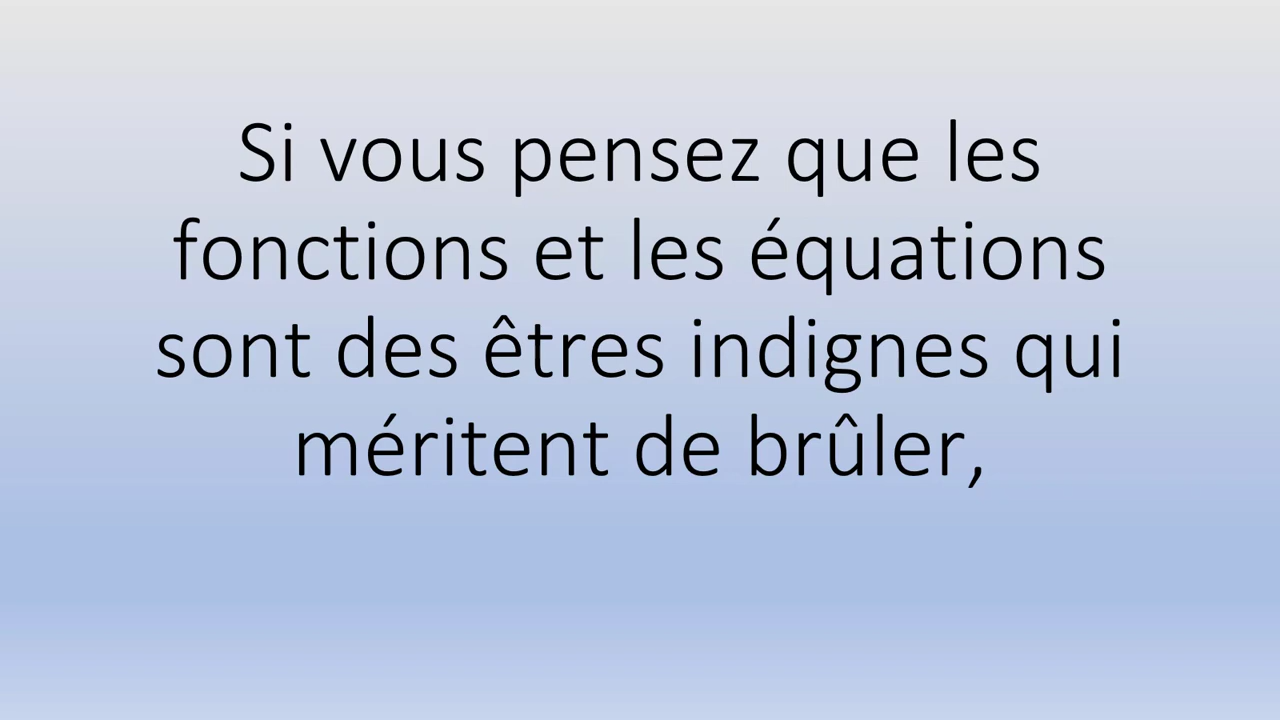 Si vous pensez que les
fonctions et les équations
sont des êtres indignes qui
méritent de brûler,